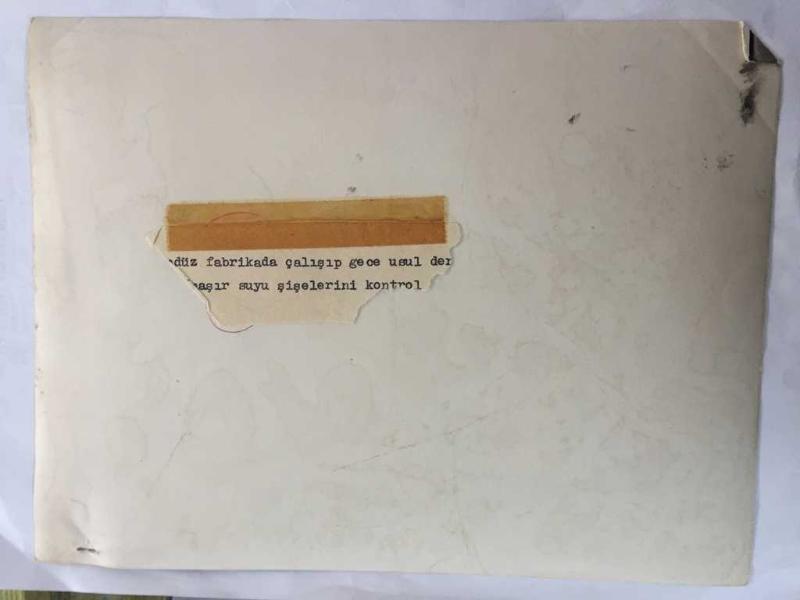 düz fabrikada çalışıp gece usul der
aşır suyu şişelerini kontrol